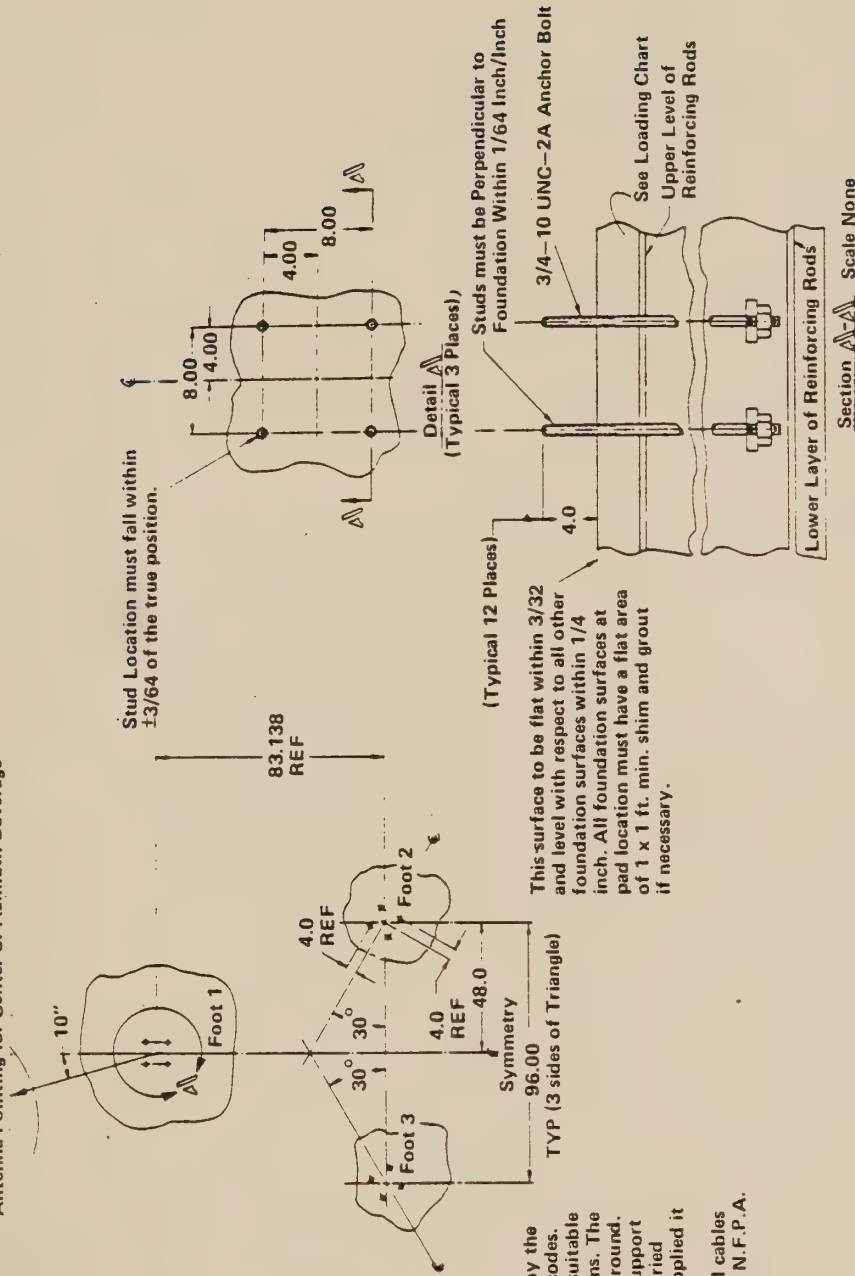 Stud Location must fall within
±3/64 of the true position.
10"
Foot 1
83.138
REF
4.0
REF
Foot 2
30°
30°
4.0
REF
48.0
Symmetry
96.00
TYP (3 sides of Triangle)
Foot 3
8.00
4.00
4.00
8.00
Detail A
(Typical 3 Places)
Studs must be Perpendicular to
Foundation Within 1/64 Inch/Inch
3/4-10 UNC-2A Anchor Bolt
(Typical 12 Places)
4.0
See Loading Chart
Upper Level of
Reinforcing Rods
This surface to be flat within 3/32
and level with respect to all other
foundation surfaces within 1/4
inch. All foundation surfaces at
pad location must have a flat area
of 1 x 1 ft. min. shim and grout
if necessary.
Lower Layer of Reinforcing Rods
Section A-A Scale None
by the
codes.
suitable
ns. The
round.
upport
ried
pplied it
l cables
N.F.P.A.